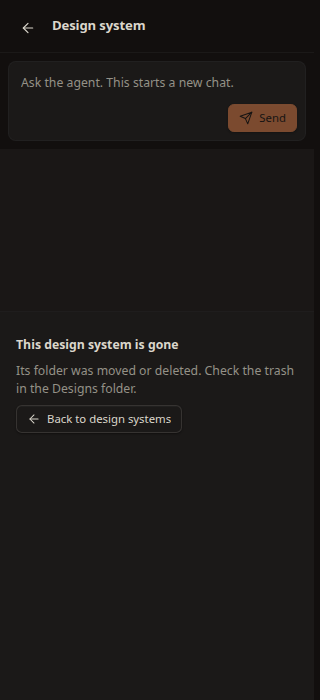 Design system
Ask the agent. This starts a new chat.
Send
This design system is gone
Its folder was moved or deleted. Check the trash
in the Designs folder.
Back to design systems